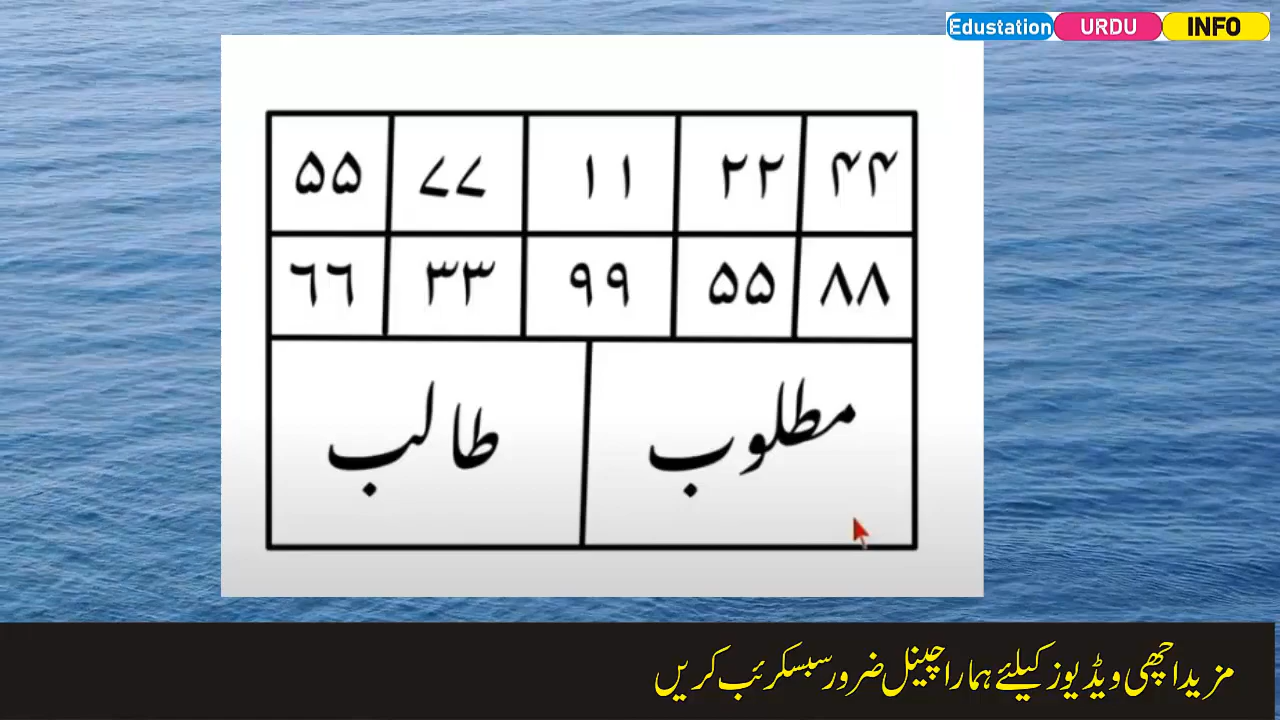 Edustation URDU INFO
۴۴ ۲۲ ۱۱ ۷۷ ۵۵
۸۸ ۵۵ ۹۹ ۳۳ ۶۶
مطلوب طالب
مزید اچھی ویڈیوز کیلئے ہمارا چینل ضرور سبسکرائب کریں